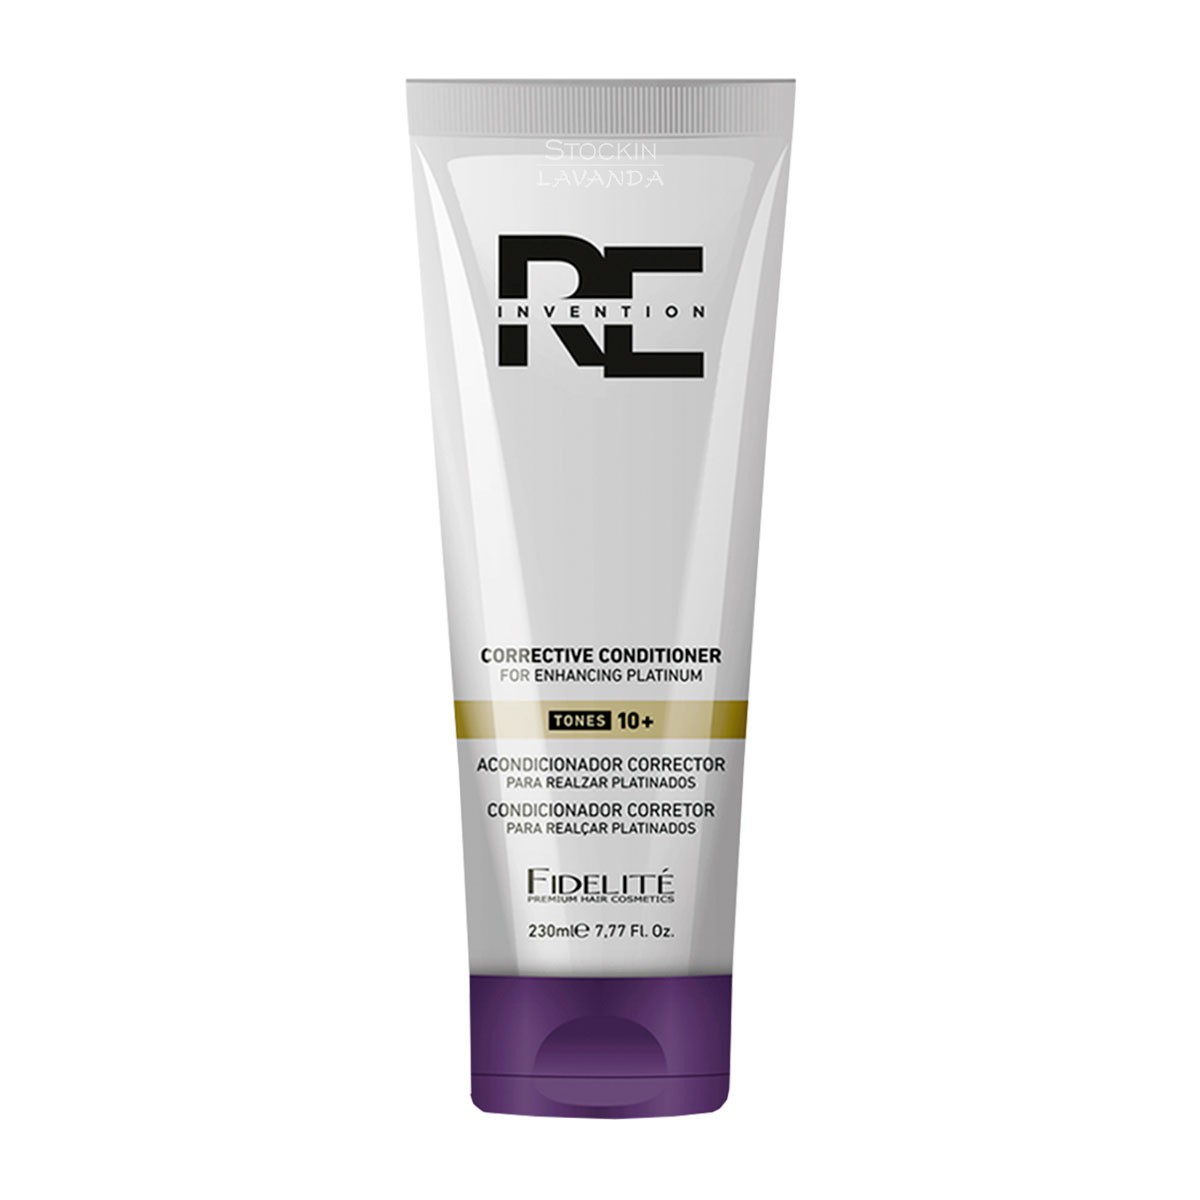 STOCKIN
LAVANDA
RE
INVENTION
CORRECTIVE CONDITIONER
FOR ENHANCING PLATINUM
TONES 10+
ACONDICIONADOR CORRECTOR
PARA REALZAR PLATINADOS
CONDICIONADOR CORRETOR
PARA REALÇAR PLATINADOS
FIDELITÉ
PREMIUM HAIR COSMETICS
230ml℮ 7,77 Fl. Oz.